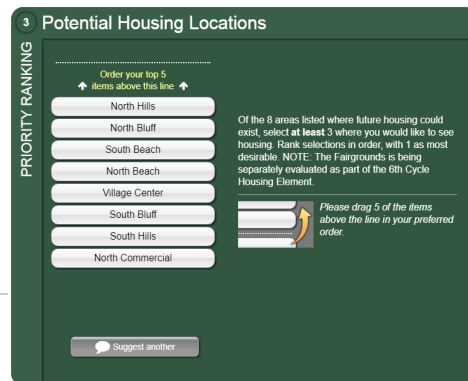 3 Potential Housing Locations
PRIORITY RANKING
Order your top 5
items above this line
North Hills
North Bluff
South Beach
North Beach
Village Center
South Bluff
South Hills
North Commercial
Suggest another
Of the 8 areas listed where future housing could
exist, select at least 3 where you would like to see
housing. Rank selections in order, with 1 as most
desirable. NOTE: The Fairgrounds is being
separately evaluated as part of the 6th Cycle
Housing Element.
Please drag 5 of the items
above the line in your preferred
order.